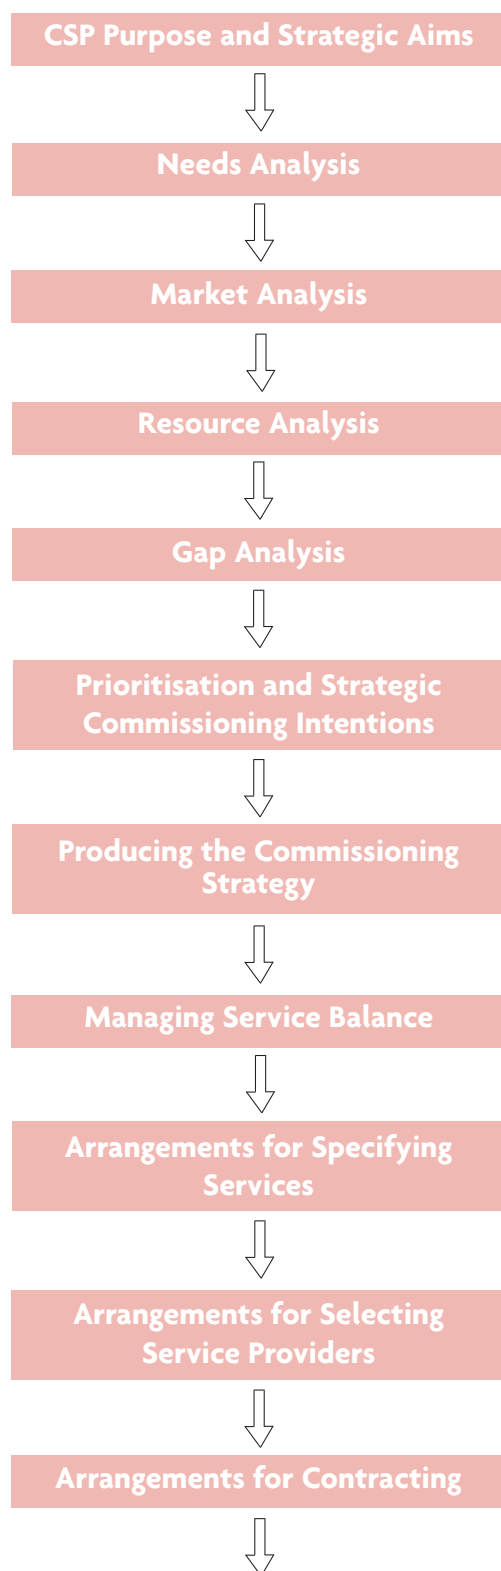 CSP Purpose and Strategic Aims
Needs Analysis
Market Analysis
Resource Analysis
Gap Analysis
Prioritisation and Strategic
Commissioning Intentions
Producing the Commissioning
Strategy
Managing Service Balance
Arrangements for Specifying
Services
Arrangements for Selecting
Service Providers
Arrangements for Contracting